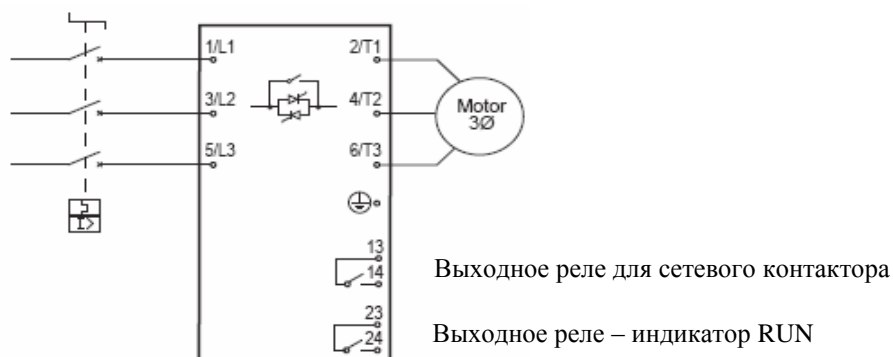 1/L1 2/T1
3/L2 4/T2
Motor
3Ø
5/L3 6/T3
I>
13
14 Выходное реле для сетевого контактора
23
24 Выходное реле – индикатор RUN